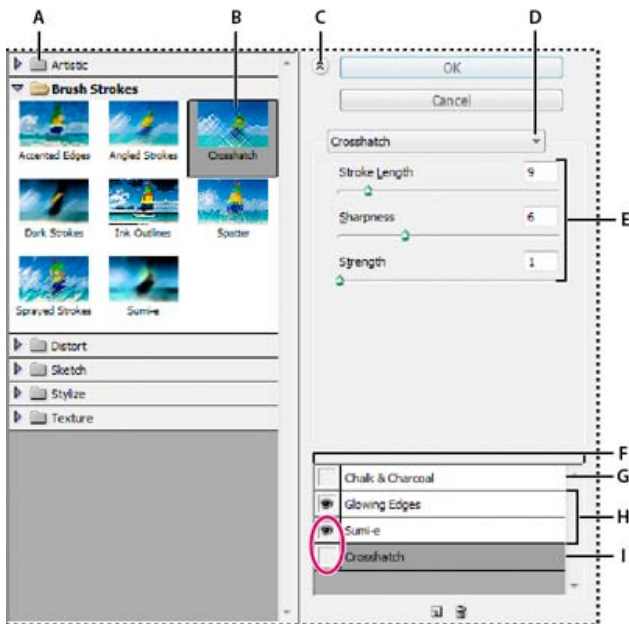 A
B
C
D
Artistic
Brush Strokes
Accented Edges
Angled Strokes
Crosshatch
Dark Strokes
Ink Outlines
Spatter
Sprayed Strokes
Sumi-e
Distort
Sketch
Stylize
Texture
OK
Cancel
Crosshatch
Stroke Length 9
Sharpness 6
Strength 1
E
F
Chalk & Charcoal G
Glowing Edges
H
Sumi-e
Crosshatch I